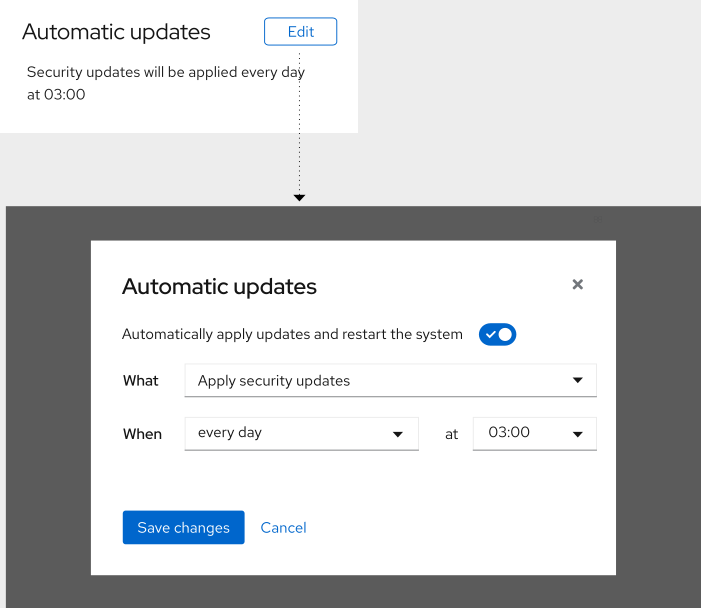 Automatic updates Edit
Security updates will be applied every day
at 03:00
Automatic updates
Automatically apply updates and restart the system
What Apply security updates
When every day at 03:00
Save changes Cancel